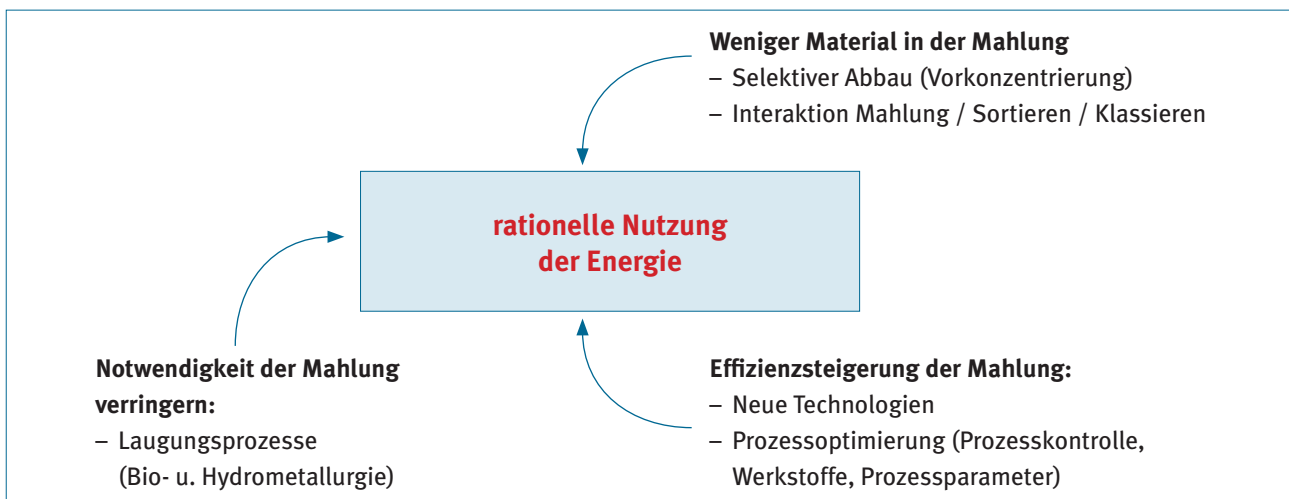 Weniger Material in der Mahlung
– Selektiver Abbau (Vorkonzentrierung)
– Interaktion Mahlung / Sortieren / Klassieren
rationelle Nutzung
der Energie
Notwendigkeit der Mahlung
verringern:
– Laugungsprozesse
(Bio- u. Hydrometallurgie)
Effizienzsteigerung der Mahlung:
– Neue Technologien
– Prozessoptimierung (Prozesskontrolle,
Werkstoffe, Prozessparameter)